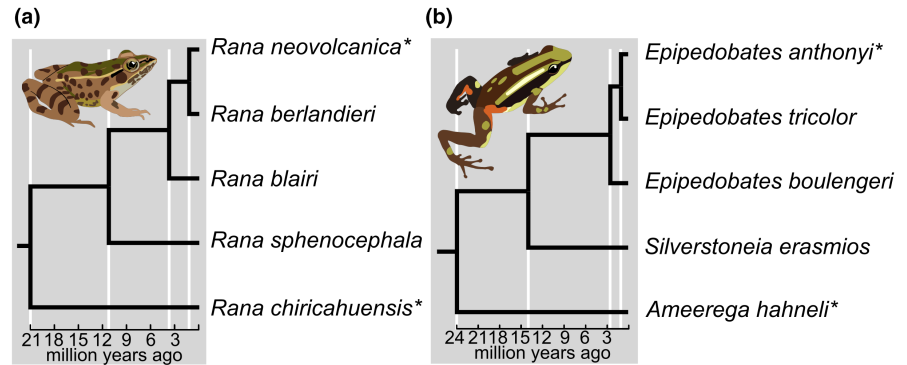 (a)
Rana neovolcanica*
Rana berlandieri
Rana blairi
Rana sphenocephala
Rana chiricahuensis*
21 18 15 12 9 6 3
million years ago
(b)
Epipedobates anthonyi*
Epipedobates tricolor
Epipedobates boulengeri
Silverstoneia erasmios
Ameerega hahneli*
24 21 18 15 12 9 6 3
million years ago